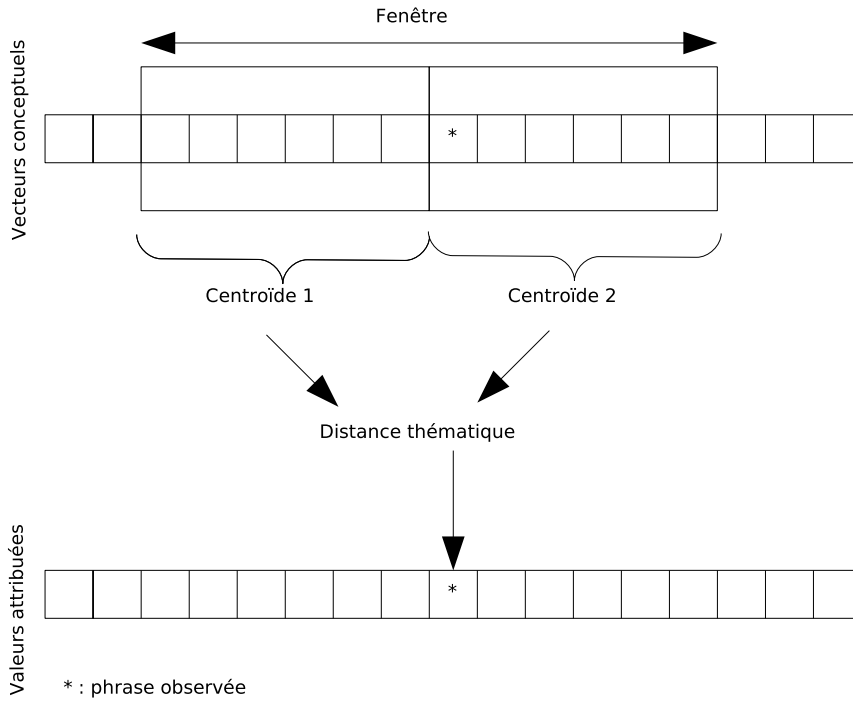 Fenêtre
Vecteurs conceptuels
*
Centroïde 1
Centroïde 2
Distance thématique
Valeurs attribuées
*
* : phrase observée